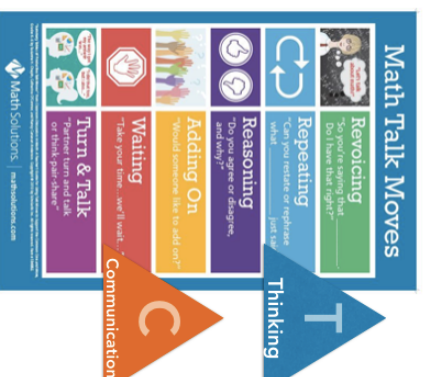 Math Talk Moves
Revoicing
"So you're saying that
Do I have that right?"
Repeating
"Can you restate or rephrase
what ________ just sai
Reasoning
"Do you agree or disagree,
and why?"
Adding On
"Would someone like to add on?"
Waiting
"Take your time...we'll wait...
Turn & Talk
"Partner turn and talk
or think-pair-share"
Math Solutions.
mathsolutions.com
T
Thinking
C
Communication